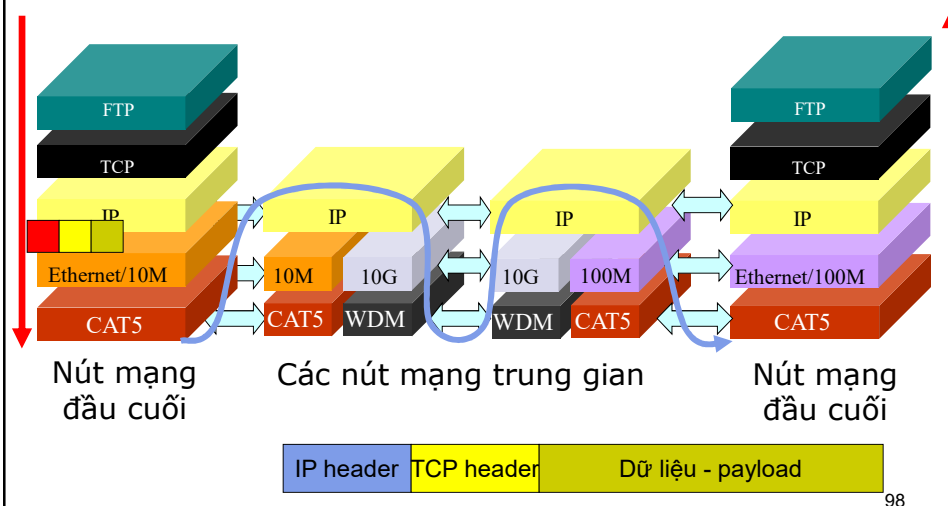 FTP
TCP
IP
Ethernet/10M
CAT5
IP
10M
10G
CAT5
WDM
IP
10G
100M
WDM
CAT5
FTP
TCP
IP
Ethernet/100M
CAT5
Nút mạng
đầu cuối
Các nút mạng trung gian
Nút mạng
đầu cuối
IP header
TCP header
Dữ liệu - payload
98